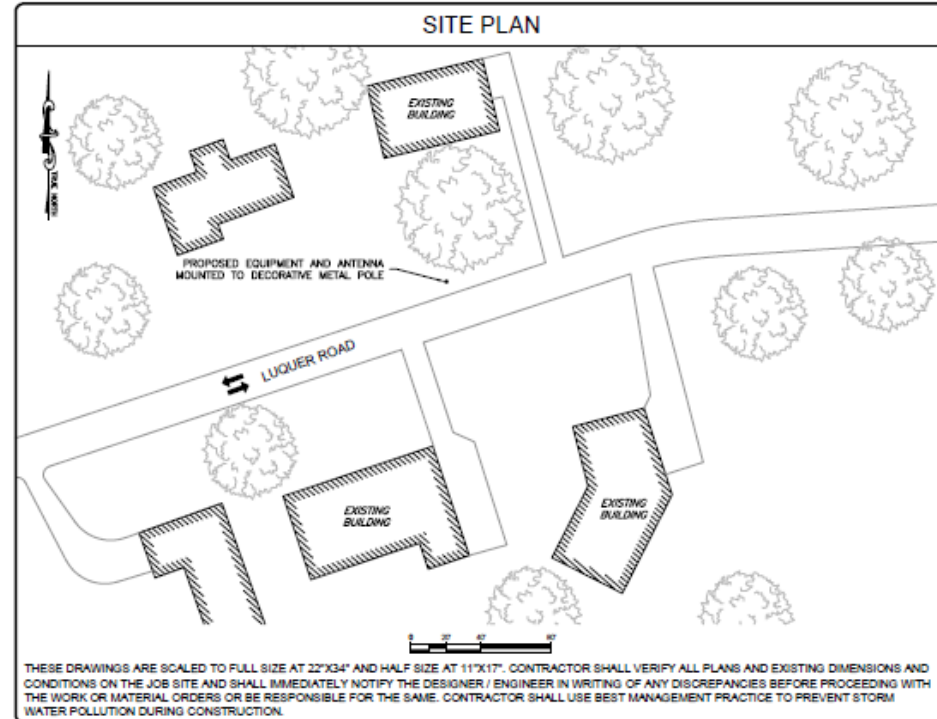 SITE PLAN
EXISTING
BUILDING
TRUE NORTH
PROPOSED EQUIPMENT AND ANTENNA
MOUNTED TO DECORATIVE METAL POLE
LUQUER ROAD
EXISTING
BUILDING
EXISTING
BUILDING
0
THESE DRAWINGS ARE SCALED TO FULL SIZE AT 22"X34" AND HALF SIZE AT 11"X17". CONTRACTOR SHALL VERIFY ALL PLANS AND EXISTING DIMENSIONS AND
CONDITIONS ON THE JOB SITE AND SHALL IMMEDIATELY NOTIFY THE DESIGNER / ENGINEER IN WRITING OF ANY DISCREPANCIES BEFORE PROCEEDING WITH
THE WORK OR MATERIAL ORDERS OR BE RESPONSIBLE FOR THE SAME. CONTRACTOR SHALL USE BEST MANAGEMENT PRACTICE TO PREVENT STORM
WATER POLLUTION DURING CONSTRUCTION.